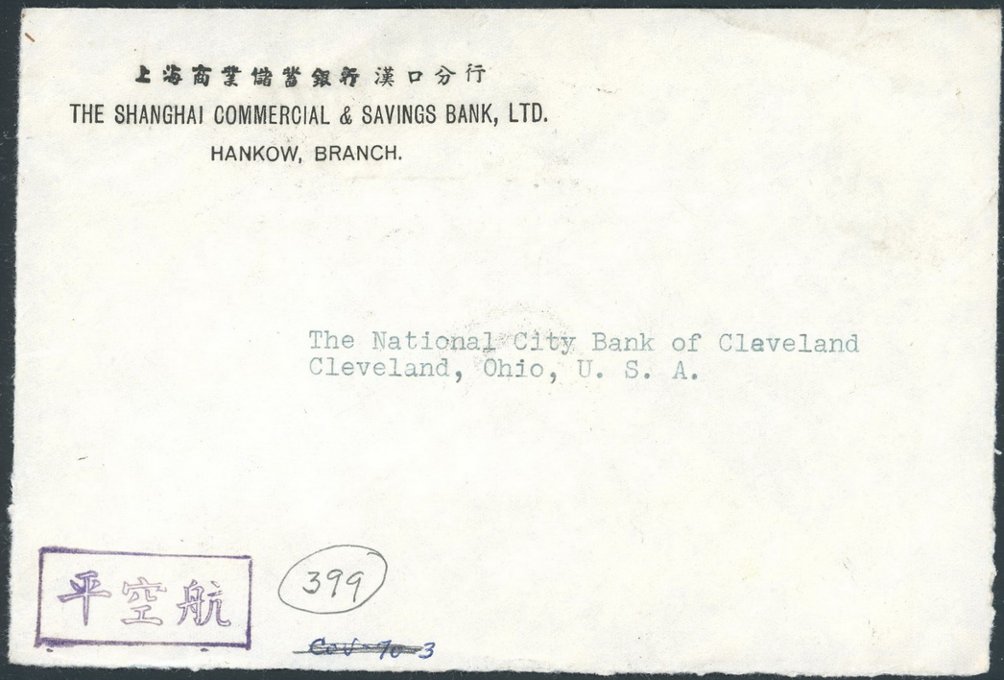 上海商業儲蓄銀行漢口分行
THE SHANGHAI COMMERCIAL & SAVINGS BANK, LTD.
HANKOW, BRANCH.
The National City Bank of Cleveland
Cleveland, Ohio, U. S. A.
航空平
399